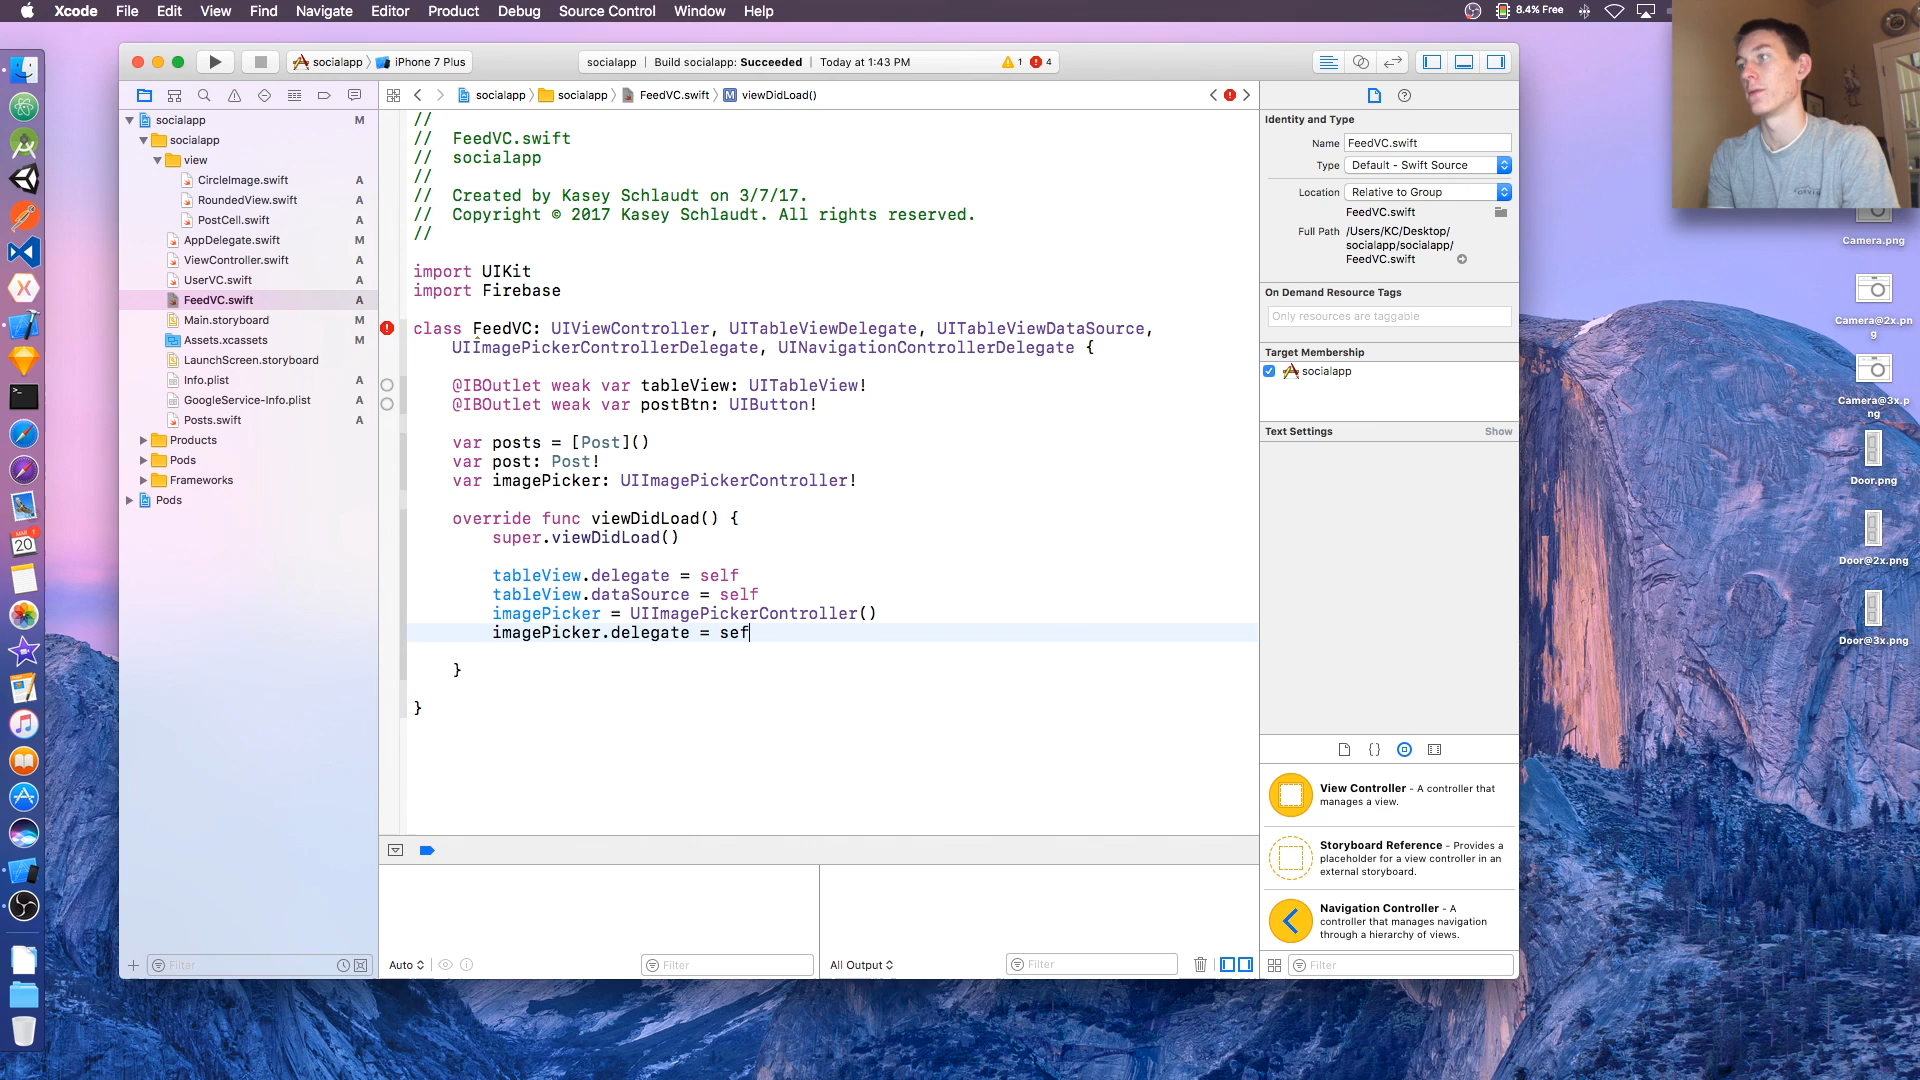 Xcode File Edit View Find Navigate Editor Product Debug Source Control Window Help
8.4% Free
socialapp iPhone 7 Plus
socialapp | Build socialapp: Succeeded | Today at 1:43 PM
1 4
socialapp socialapp FeedVC.swift M viewDidLoad()
socialapp M
socialapp
view
CircleImage.swift A
RoundedView.swift A
PostCell.swift A
AppDelegate.swift M
ViewController.swift A
UserVC.swift A
FeedVC.swift A
Main.storyboard M
Assets.xcassets M
LaunchScreen.storyboard
Info.plist A
GoogleService-Info.plist A
Posts.swift A
Products
Pods
Frameworks
Pods
Filter
//
// FeedVC.swift
// socialapp
//
// Created by Kasey Schlaudt on 3/7/17.
// Copyright © 2017 Kasey Schlaudt. All rights reserved.
//
import UIKit
import Firebase
class FeedVC: UIViewController, UITableViewDelegate, UITableViewDataSource,
UIImagePickerControllerDelegate, UINavigationControllerDelegate {
@IBOutlet weak var tableView: UITableView!
@IBOutlet weak var postBtn: UIButton!
var posts = [Post]()
var post: Post!
var imagePicker: UIImagePickerController!
override func viewDidLoad() {
super.viewDidLoad()
tableView.delegate = self
tableView.dataSource = self
imagePicker = UIImagePickerController()
imagePicker.delegate = sef
}
}
Auto
Filter
All Output
Filter
Identity and Type
Name FeedVC.swift
Type Default - Swift Source
Location Relative to Group
FeedVC.swift
Full Path /Users/KC/Desktop/
socialapp/socialapp/
FeedVC.swift
On Demand Resource Tags
Only resources are taggable
Target Membership
socialapp
Text Settings Show
View Controller - A controller that
manages a view.
Storyboard Reference - Provides a
placeholder for a view controller in an
external storyboard.
Navigation Controller - A
controller that manages navigation
through a hierarchy of views.
Filter
Camera.png
Camera@2x.pn
g
Camera@3x.p
ng
Door.png
Door@2x.png
Door@3x.png
20